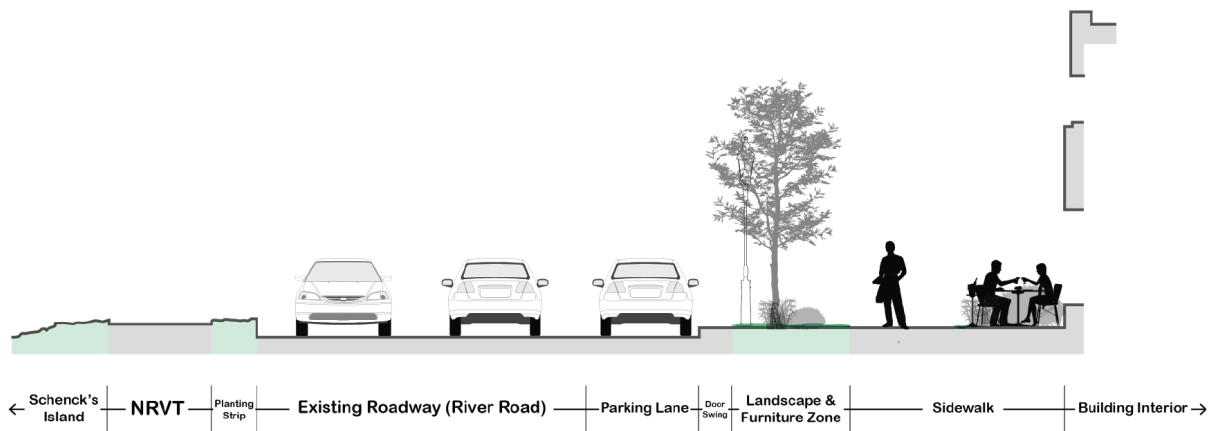 Schenck's
Island
NRVT
Planting
Strip
Existing Roadway (River Road)
Parking Lane
Door
Swing
Landscape &
Furniture Zone
Sidewalk
Building Interior